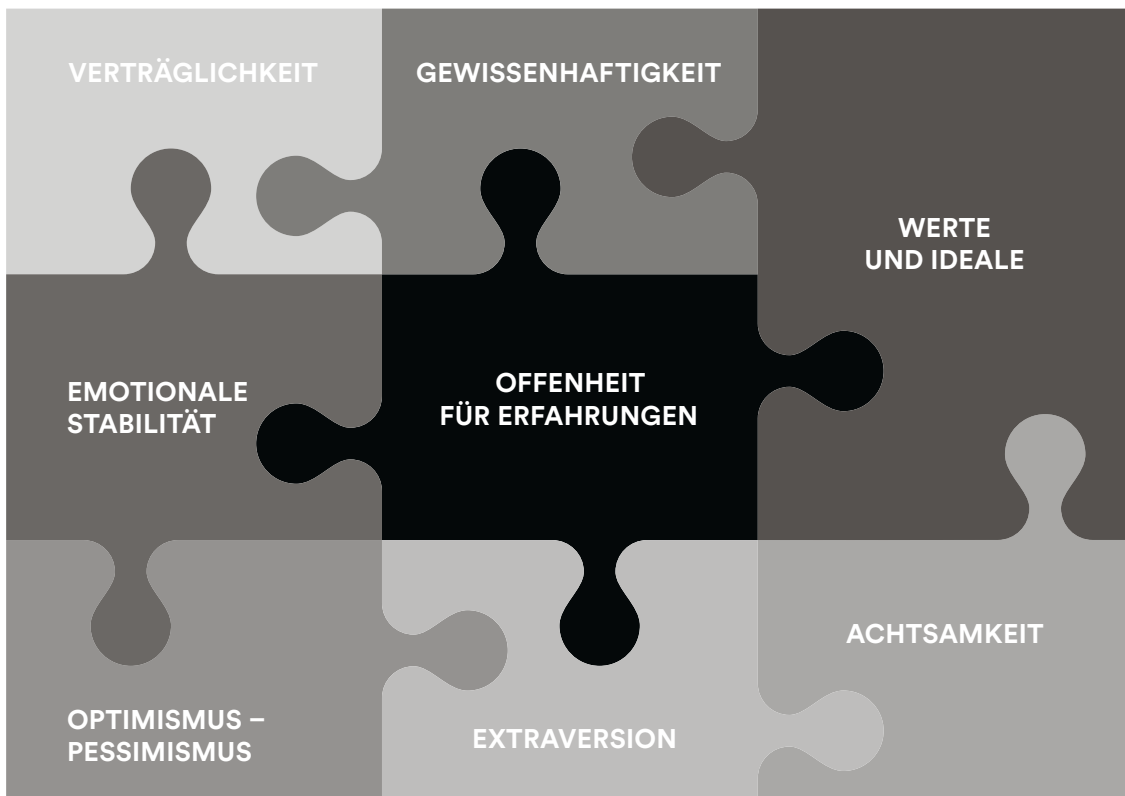 VERTRÄGLICHKEIT
GEWISSENHAFTIGKEIT
WERTE
UND IDEALE
EMOTIONALE
STABILITÄT
OFFENHEIT
FÜR ERFAHRUNGEN
OPTIMISMUS –
PESSIMISMUS
EXTRAVERSION
ACHTSAMKEIT